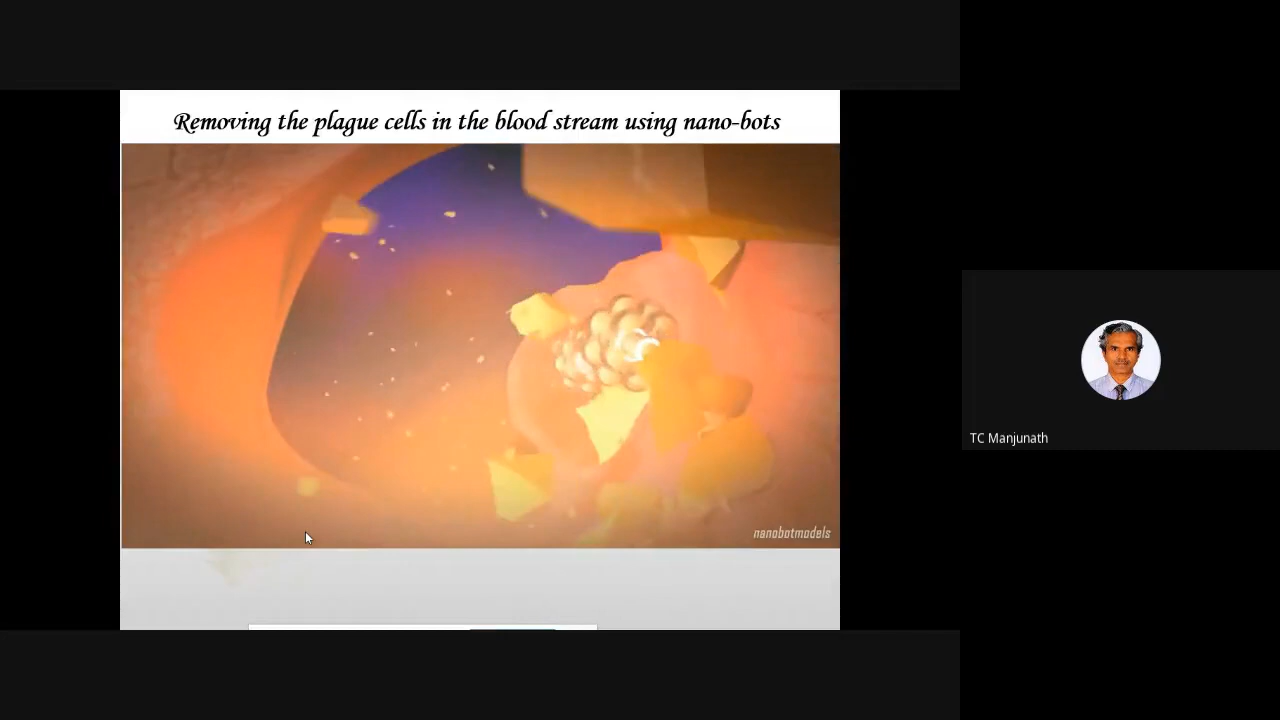 Removing the plague cells in the blood stream using nano-bots
nanobotmodels
TC Manjunath